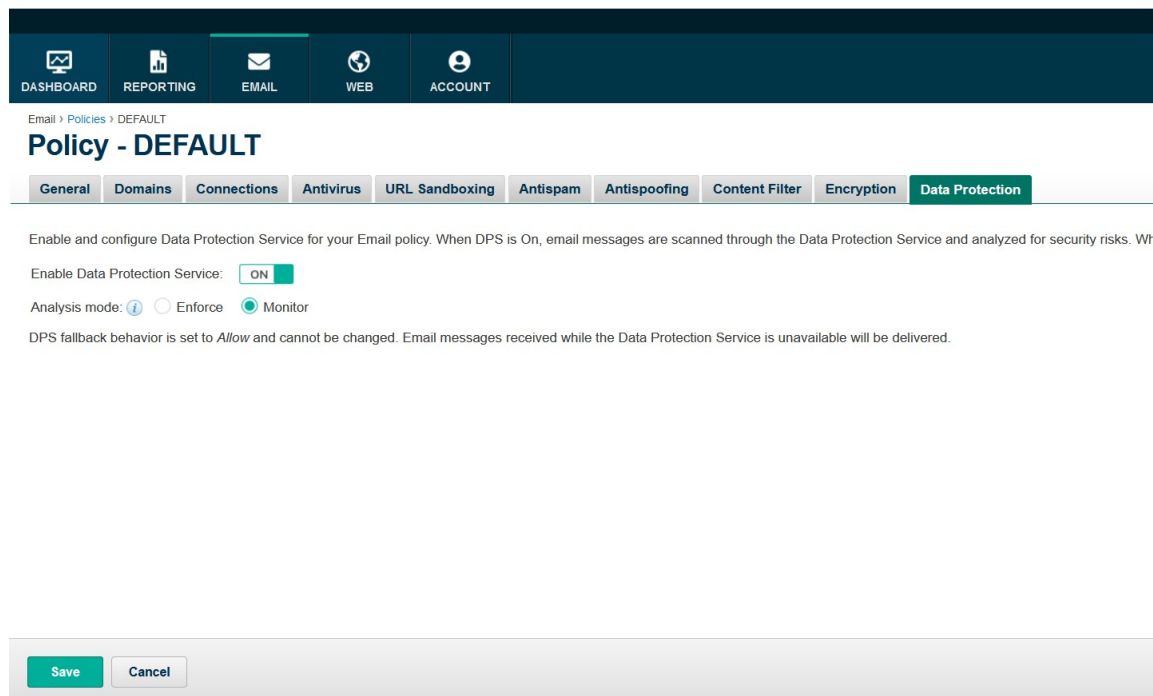 DASHBOARD REPORTING EMAIL WEB ACCOUNT
Email › Policies › DEFAULT
Policy - DEFAULT
General Domains Connections Antivirus URL Sandboxing Antispam Antispoofing Content Filter Encryption Data Protection
Enable and configure Data Protection Service for your Email policy. When DPS is On, email messages are scanned through the Data Protection Service and analyzed for security risks.
Enable Data Protection Service: ON
Analysis mode: i Enforce Monitor
DPS fallback behavior is set to Allow and cannot be changed. Email messages received while the Data Protection Service is unavailable will be delivered.
Save Cancel